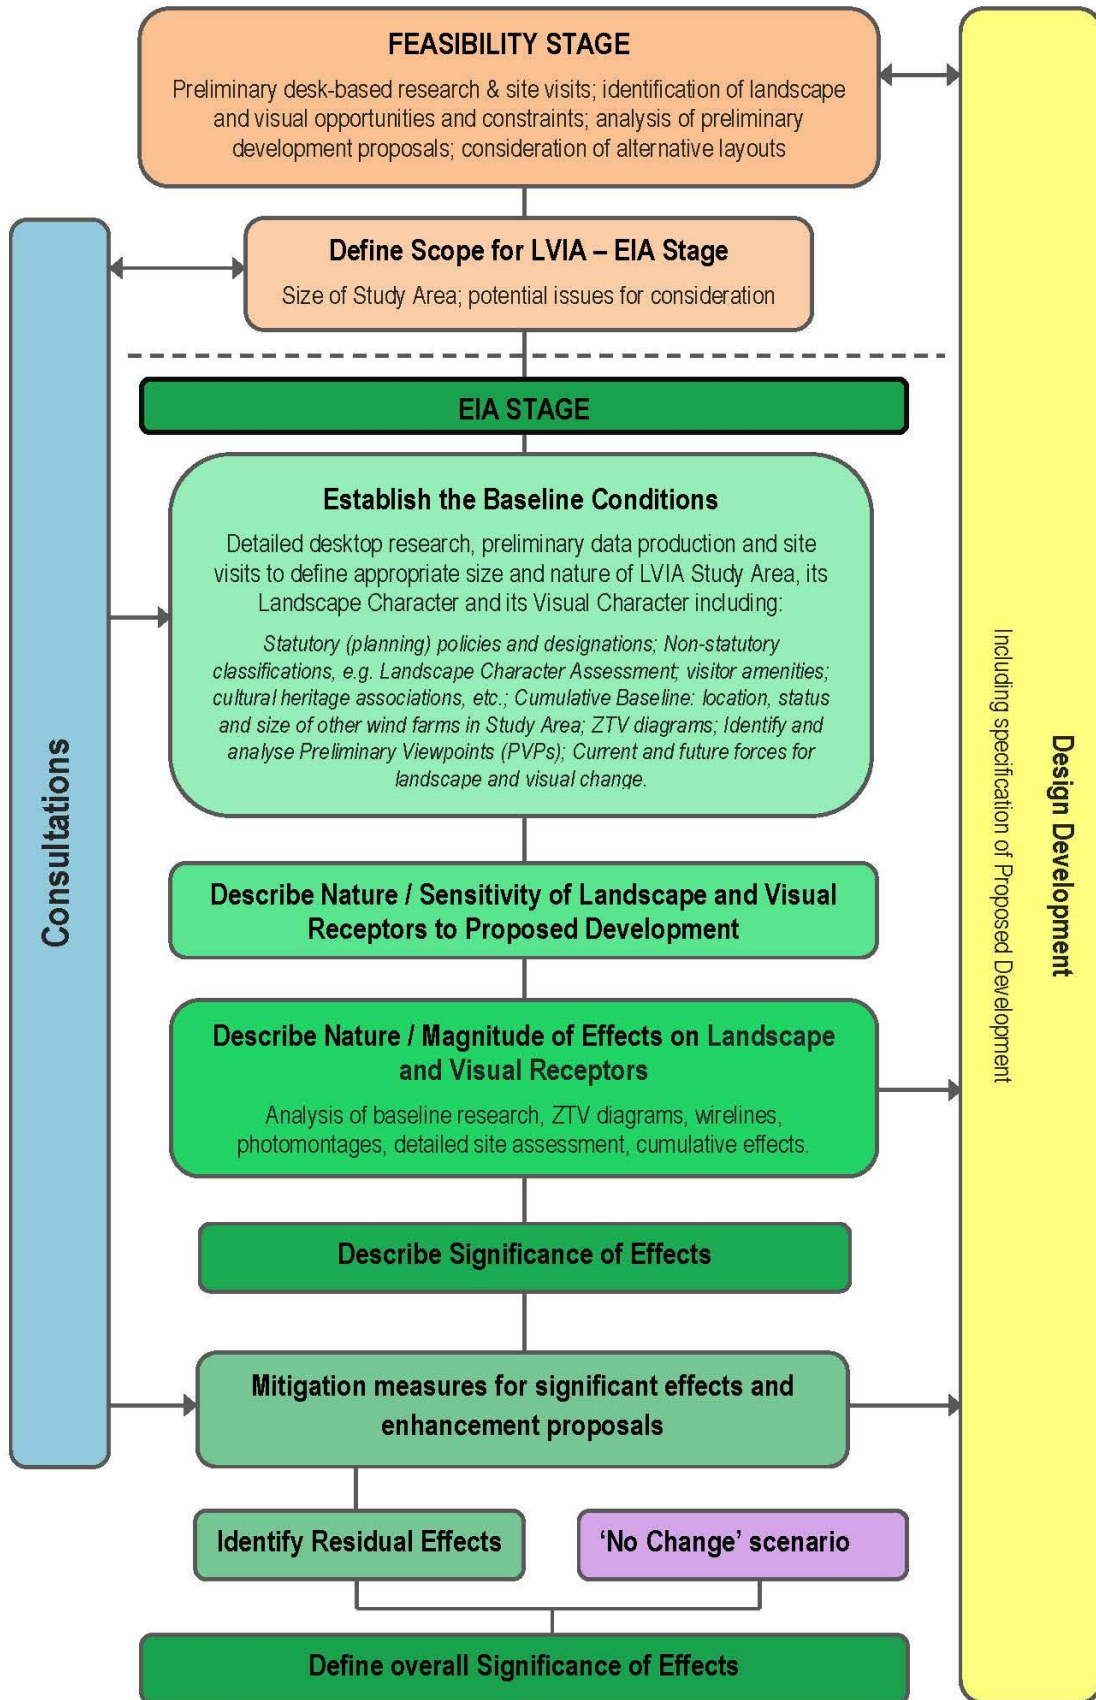 FEASIBILITY STAGE
Preliminary desk-based research & site visits; identification of landscape
and visual opportunities and constraints; analysis of preliminary
development proposals; consideration of alternative layouts
Define Scope for LVIA – EIA Stage
Size of Study Area; potential issues for consideration
EIA STAGE
Establish the Baseline Conditions
Detailed desktop research, preliminary data production and site
visits to define appropriate size and nature of LVIA Study Area, its
Landscape Character and its Visual Character including:
Statutory (planning) policies and designations; Non-statutory
classifications, e.g. Landscape Character Assessment; visitor amenities;
cultural heritage associations, etc.; Cumulative Baseline: location, status
and size of other wind farms in Study Area; ZTV diagrams; Identify and
analyse Preliminary Viewpoints (PVPs); Current and future forces for
landscape and visual change.
Describe Nature / Sensitivity of Landscape and Visual
Receptors to Proposed Development
Describe Nature / Magnitude of Effects on Landscape
and Visual Receptors
Analysis of baseline research, ZTV diagrams, wirelines,
photomontages, detailed site assessment, cumulative effects.
Describe Significance of Effects
Mitigation measures for significant effects and
enhancement proposals
Identify Residual Effects
‘No Change’ scenario
Define overall Significance of Effects
Consultations
Design Development
Including specification of Proposed Development